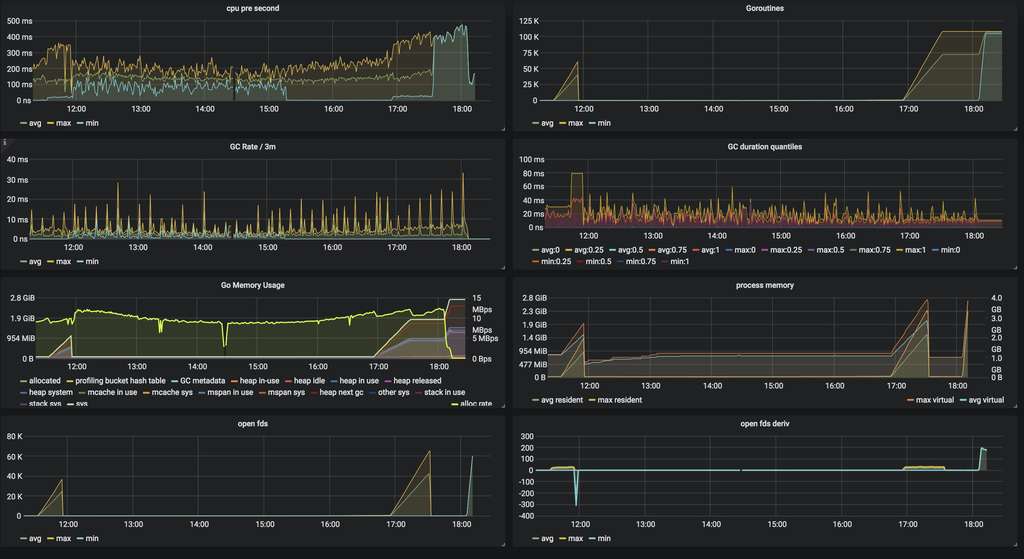 cpu pre second
500 ms
400 ms
300 ms
200 ms
100 ms
0 ns
12:00 13:00 14:00 15:00 16:00 17:00 18:00
avg max min
Goroutines
125 K
100 K
75 K
50 K
25 K
0
12:00 13:00 14:00 15:00 16:00 17:00 18:00
avg max min
i
GC Rate / 3m
40 ms
30 ms
20 ms
10 ms
0 ns
12:00 13:00 14:00 15:00 16:00 17:00 18:00
avg max min
GC duration quantiles
100 ms
80 ms
60 ms
40 ms
20 ms
0 ns
12:00 13:00 14:00 15:00 16:00 17:00 18:00
avg:0 avg:0.25 avg:0.5 avg:0.75 avg:1 max:0 max:0.25 max:0.5 max:0.75 max:1 min:0
min:0.25 min:0.5 min:0.75 min:1
Go Memory Usage
2.8 GiB
1.9 GiB
954 MiB
0 B
15
MBps
10
MBps
5 MBps
0 Bps
12:00 13:00 14:00 15:00 16:00 17:00 18:00
allocated profiling bucket hash table GC metadata heap in-use heap idle heap in use heap released
heap system mcache in use mcache sys mspan in use mspan sys heap next gc other sys stack in use
stack sys sys alloc rate
process memory
2.8 GiB
2.3 GiB
1.9 GiB
1.4 GiB
954 MiB
477 MiB
0 B
4.0
GB
3.0
GB
2.0
GB
1.0
GB
0 B
12:00 13:00 14:00 15:00 16:00 17:00 18:00
avg resident max resident max virtual avg virtual
open fds
80 K
60 K
40 K
20 K
0
12:00 13:00 14:00 15:00 16:00 17:00 18:00
avg max min
open fds deriv
300
200
100
0
-100
-200
-300
-400
12:00 13:00 14:00 15:00 16:00 17:00 18:00
avg max min